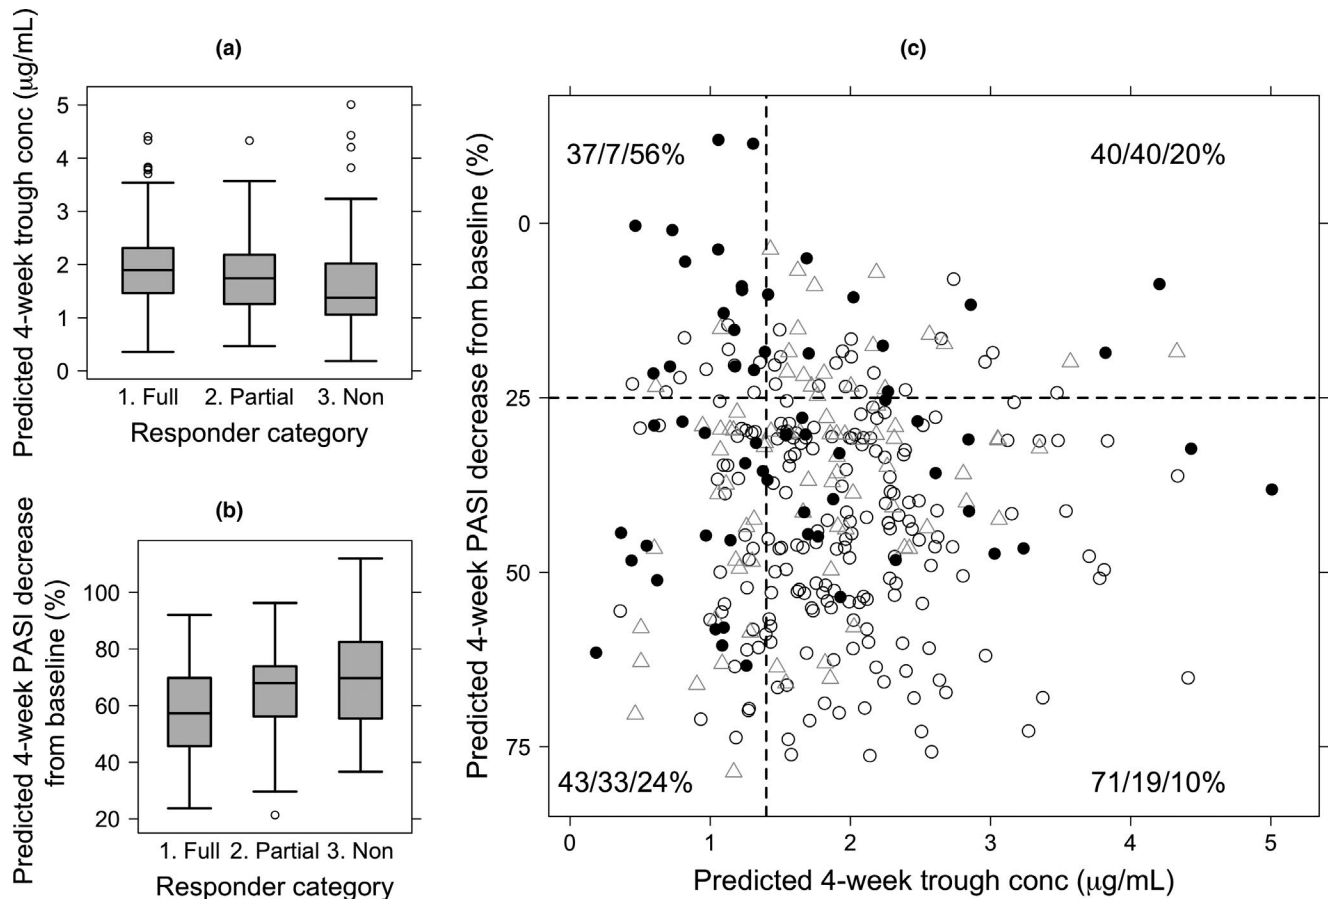 (a)
Predicted 4-week trough conc (μg/mL)
5
4
3
2
1
0
1. Full 2. Partial 3. Non
Responder category
(b)
Predicted 4-week PASI decrease
from baseline (%)
100
80
60
40
20
1. Full 2. Partial 3. Non
Responder category
(c)
Predicted 4-week PASI decrease from baseline (%)
37/7/56% 40/40/20%
0
25
50
75
43/33/24% 71/19/10%
0 1 2 3 4 5
Predicted 4-week trough conc (μg/mL)